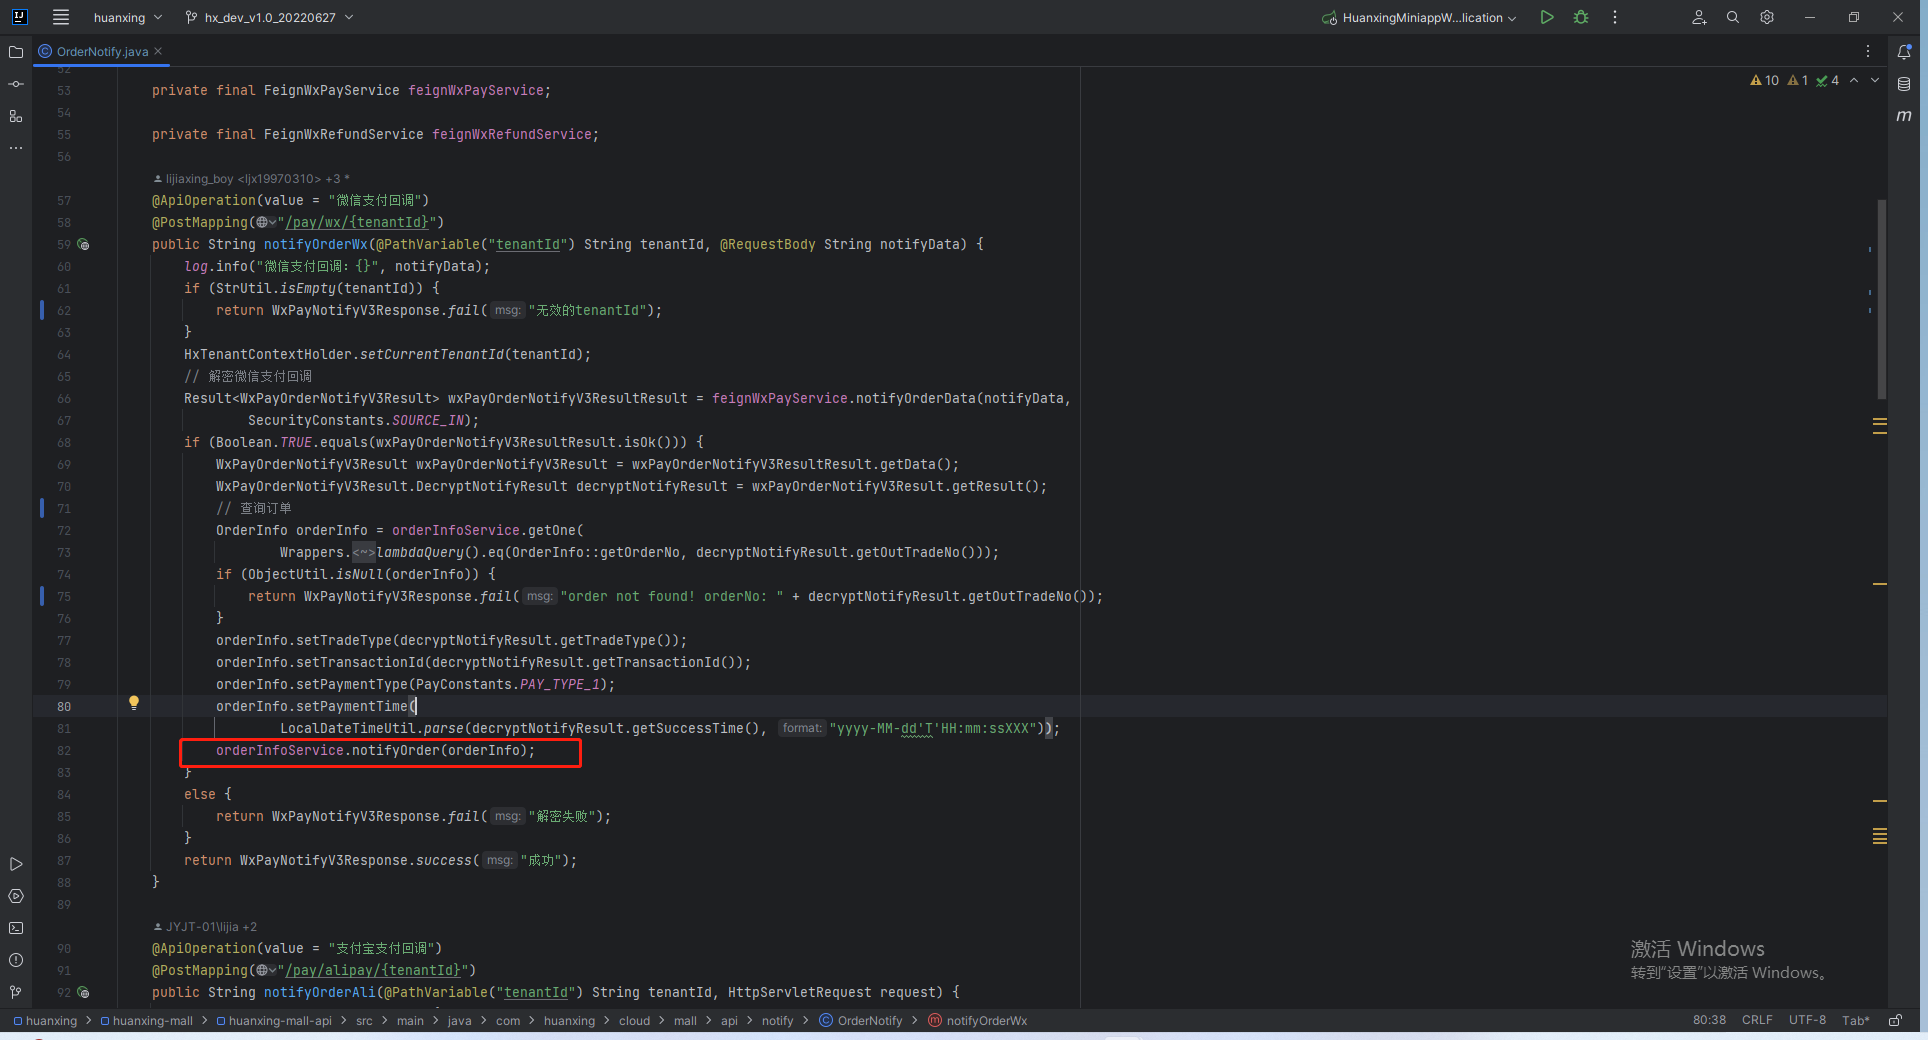 huanxing hx_dev_v1.0_20220627 HuanxingMiniappW...lication
OrderNotify.java
10 1 4
52
53 private final FeignWxPayService feignWxPayService;
54
55 private final FeignWxRefundService feignWxRefundService;
56
lijiaxing_boy <ljx19970310> +3 *
57 @ApiOperation(value = "微信支付回调")
58 @PostMapping("/pay/wx/{tenantId}")
59 public String notifyOrderWx(@PathVariable("tenantId") String tenantId, @RequestBody String notifyData) {
60 log.info("微信支付回调：{}", notifyData);
61 if (StrUtil.isEmpty(tenantId)) {
62 return WxPayNotifyV3Response.fail( msg: "无效的tenantId");
63 }
64 HxTenantContextHolder.setCurrentTenantId(tenantId);
65 // 解密微信支付回调
66 Result<WxPayOrderNotifyV3Result> wxPayOrderNotifyV3ResultResult = feignWxPayService.notifyOrderData(notifyData,
67 SecurityConstants.SOURCE_IN);
68 if (Boolean.TRUE.equals(wxPayOrderNotifyV3ResultResult.isOk())) {
69 WxPayOrderNotifyV3Result wxPayOrderNotifyV3Result = wxPayOrderNotifyV3ResultResult.getData();
70 WxPayOrderNotifyV3Result.DecryptNotifyResult decryptNotifyResult = wxPayOrderNotifyV3Result.getResult();
71 // 查询订单
72 OrderInfo orderInfo = orderInfoService.getOne(
73 Wrappers.<~>lambdaQuery().eq(OrderInfo::getOrderNo, decryptNotifyResult.getOutTradeNo()));
74 if (ObjectUtil.isNull(orderInfo)) {
75 return WxPayNotifyV3Response.fail( msg: "order not found! orderNo: " + decryptNotifyResult.getOutTradeNo());
76 }
77 orderInfo.setTradeType(decryptNotifyResult.getTradeType());
78 orderInfo.setTransactionId(decryptNotifyResult.getTransactionId());
79 orderInfo.setPaymentType(PayConstants.PAY_TYPE_1);
80 orderInfo.setPaymentTime(
81 LocalDateTimeUtil.parse(decryptNotifyResult.getSuccessTime(), format: "yyyy-MM-dd'T'HH:mm:ssXXX"));
82 orderInfoService.notifyOrder(orderInfo);
83 }
84 else {
85 return WxPayNotifyV3Response.fail( msg: "解密失败");
86 }
87 return WxPayNotifyV3Response.success( msg: "成功");
88 }
89
JYJT-01\lijia +2
90 @ApiOperation(value = "支付宝支付回调")
91 @PostMapping("/pay/alipay/{tenantId}")
92 public String notifyOrderAli(@PathVariable("tenantId") String tenantId, HttpServletRequest request) {
激活 Windows
转到"设置"以激活 Windows。
huanxing > huanxing-mall > huanxing-mall-api > src > main > java > com > huanxing > cloud > mall > api > notify > OrderNotify > notifyOrderWx 80:38 CRLF UTF-8 Tab*